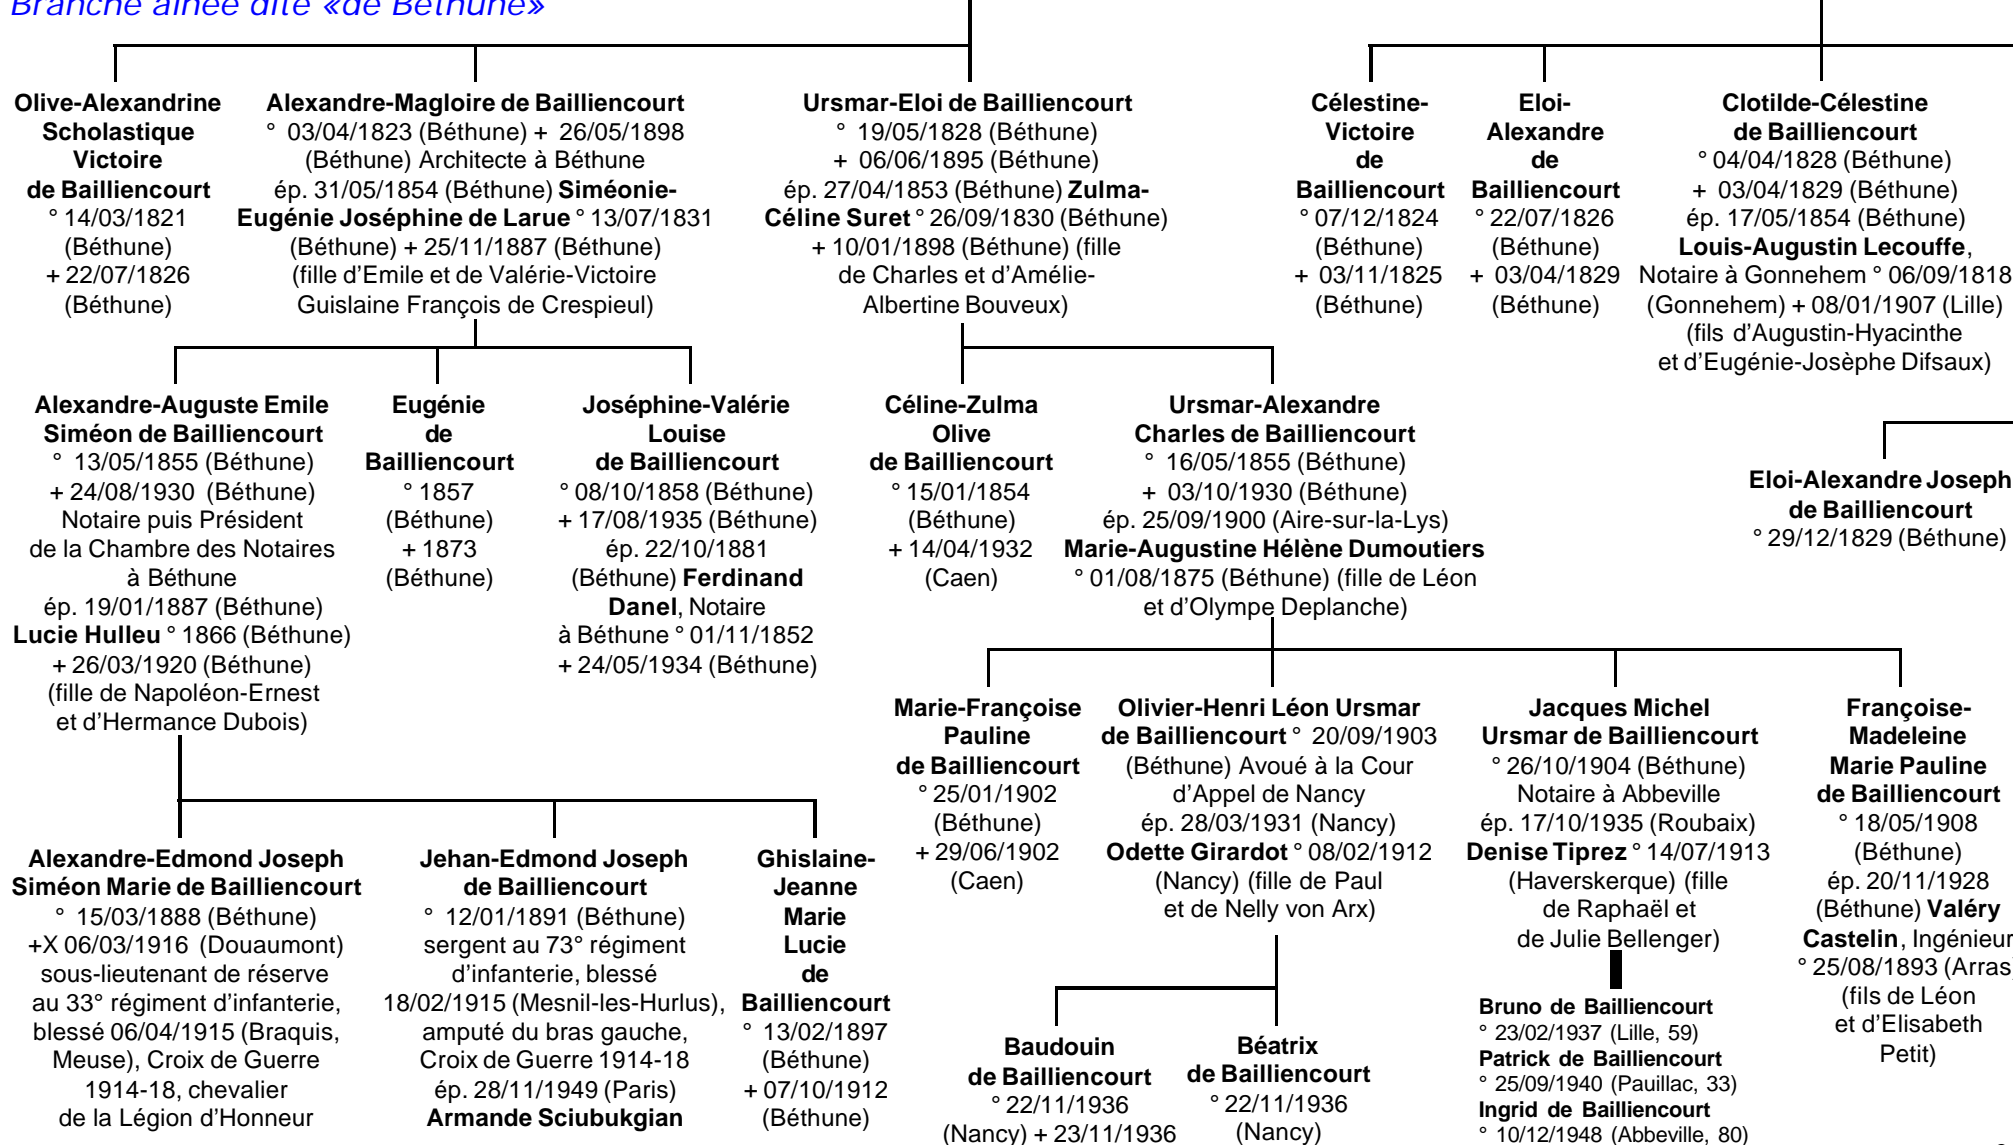 Branche aînée dite «de Béthune»
Olive-Alexandrine
Scholastique
Victoire
de Bailliencourt
° 14/03/1821
(Béthune)
+ 22/07/1826
(Béthune)
Alexandre-Magloire de Bailliencourt
° 03/04/1823 (Béthune) + 26/05/1898
(Béthune) Architecte à Béthune
ép. 31/05/1854 (Béthune) Siméonie-
Eugénie Joséphine de Larue ° 13/07/1831
(Béthune) + 25/11/1887 (Béthune)
(fille d'Emile et de Valérie-Victoire
Guislaine François de Crespieul)
Ursmar-Eloi de Bailliencourt
° 19/05/1828 (Béthune)
+ 06/06/1895 (Béthune)
ép. 27/04/1853 (Béthune) Zulma-
Céline Suret ° 26/09/1830 (Béthune)
+ 10/01/1898 (Béthune) (fille
de Charles et d'Amélie-
Albertine Bouveux)
Célestine-
Victoire
de
Bailliencourt
° 07/12/1824
(Béthune)
+ 03/11/1825
(Béthune)
Eloi-
Alexandre
de
Bailliencourt
° 22/07/1826
(Béthune)
+ 03/04/1829
(Béthune)
Clotilde-Célestine
de Bailliencourt
° 04/04/1828 (Béthune)
+ 03/04/1829 (Béthune)
ép. 17/05/1854 (Béthune)
Louis-Augustin Lecouffe,
Notaire à Gonnehem ° 06/09/1818
(Gonnehem) + 08/01/1907 (Lille)
(fils d'Augustin-Hyacinthe
et d'Eugénie-Josèphe Difsaux)
Alexandre-Auguste Emile
Siméon de Bailliencourt
° 13/05/1855 (Béthune)
+ 24/08/1930 (Béthune)
Notaire puis Président
de la Chambre des Notaires
à Béthune
ép. 19/01/1887 (Béthune)
Lucie Hulleu ° 1866 (Béthune)
+ 26/03/1920 (Béthune)
(fille de Napoléon-Ernest
et d'Hermance Dubois)
Eugénie
de
Bailliencourt
° 1857
(Béthune)
+ 1873
(Béthune)
Joséphine-Valérie
Louise
de Bailliencourt
° 08/10/1858 (Béthune)
+ 17/08/1935 (Béthune)
ép. 22/10/1881
(Béthune) Ferdinand
Danel, Notaire
à Béthune ° 01/11/1852
+ 24/05/1934 (Béthune)
Céline-Zulma
Olive
de Bailliencourt
° 15/01/1854
(Béthune)
+ 14/04/1932
(Caen)
Ursmar-Alexandre
Charles de Bailliencourt
° 16/05/1855 (Béthune)
+ 03/10/1930 (Béthune)
ép. 25/09/1900 (Aire-sur-la-Lys)
Marie-Augustine Hélène Dumoutiers
° 01/08/1875 (Béthune) (fille de Léon
et d'Olympe Deplanche)
Eloi-Alexandre Joseph
de Bailliencourt
° 29/12/1829 (Béthune)
Marie-Françoise
Pauline
de Bailliencourt
° 25/01/1902
(Béthune)
+ 29/06/1902
(Caen)
Olivier-Henri Léon Ursmar
de Bailliencourt ° 20/09/1903
(Béthune) Avoué à la Cour
d'Appel de Nancy
ép. 28/03/1931 (Nancy)
Odette Girardot ° 08/02/1912
(Nancy) (fille de Paul
et de Nelly von Arx)
Jacques Michel
Ursmar de Bailliencourt
° 26/10/1904 (Béthune)
Notaire à Abbeville
ép. 17/10/1935 (Roubaix)
Denise Tiprez ° 14/07/1913
(Haverskerque) (fille
de Raphaël et
de Julie Bellenger)
Françoise-
Madeleine
Marie Pauline
de Bailliencourt
° 18/05/1908
(Béthune)
ép. 20/11/1928
(Béthune) Valéry
Castelin, Ingénieur
° 25/08/1893 (Arras)
(fils de Léon
et d'Elisabeth
Petit)
Alexandre-Edmond Joseph
Siméon Marie de Bailliencourt
° 15/03/1888 (Béthune)
+X 06/03/1916 (Douaumont)
sous-lieutenant de réserve
au 33° régiment d'infanterie,
blessé 06/04/1915 (Braquis,
Meuse), Croix de Guerre
1914-18, chevalier
de la Légion d'Honneur
Jehan-Edmond Joseph
de Bailliencourt
° 12/01/1891 (Béthune)
sergent au 73° régiment
d'infanterie, blessé
18/02/1915 (Mesnil-les-Hurlus),
amputé du bras gauche,
Croix de Guerre 1914-18
ép. 28/11/1949 (Paris)
Armande Sciubukgian
Ghislaine-
Jeanne
Marie
Lucie
de
Bailliencourt
° 13/02/1897
(Béthune)
+ 07/10/1912
(Béthune)
Baudouin
de Bailliencourt
° 22/11/1936
(Nancy) + 23/11/1936
Béatrix
de Bailliencourt
° 22/11/1936
(Nancy)
Bruno de Bailliencourt
° 23/02/1937 (Lille, 59)
Patrick de Bailliencourt
° 25/09/1940 (Pauillac, 33)
Ingrid de Bailliencourt
° 10/12/1948 (Abbeville, 80)